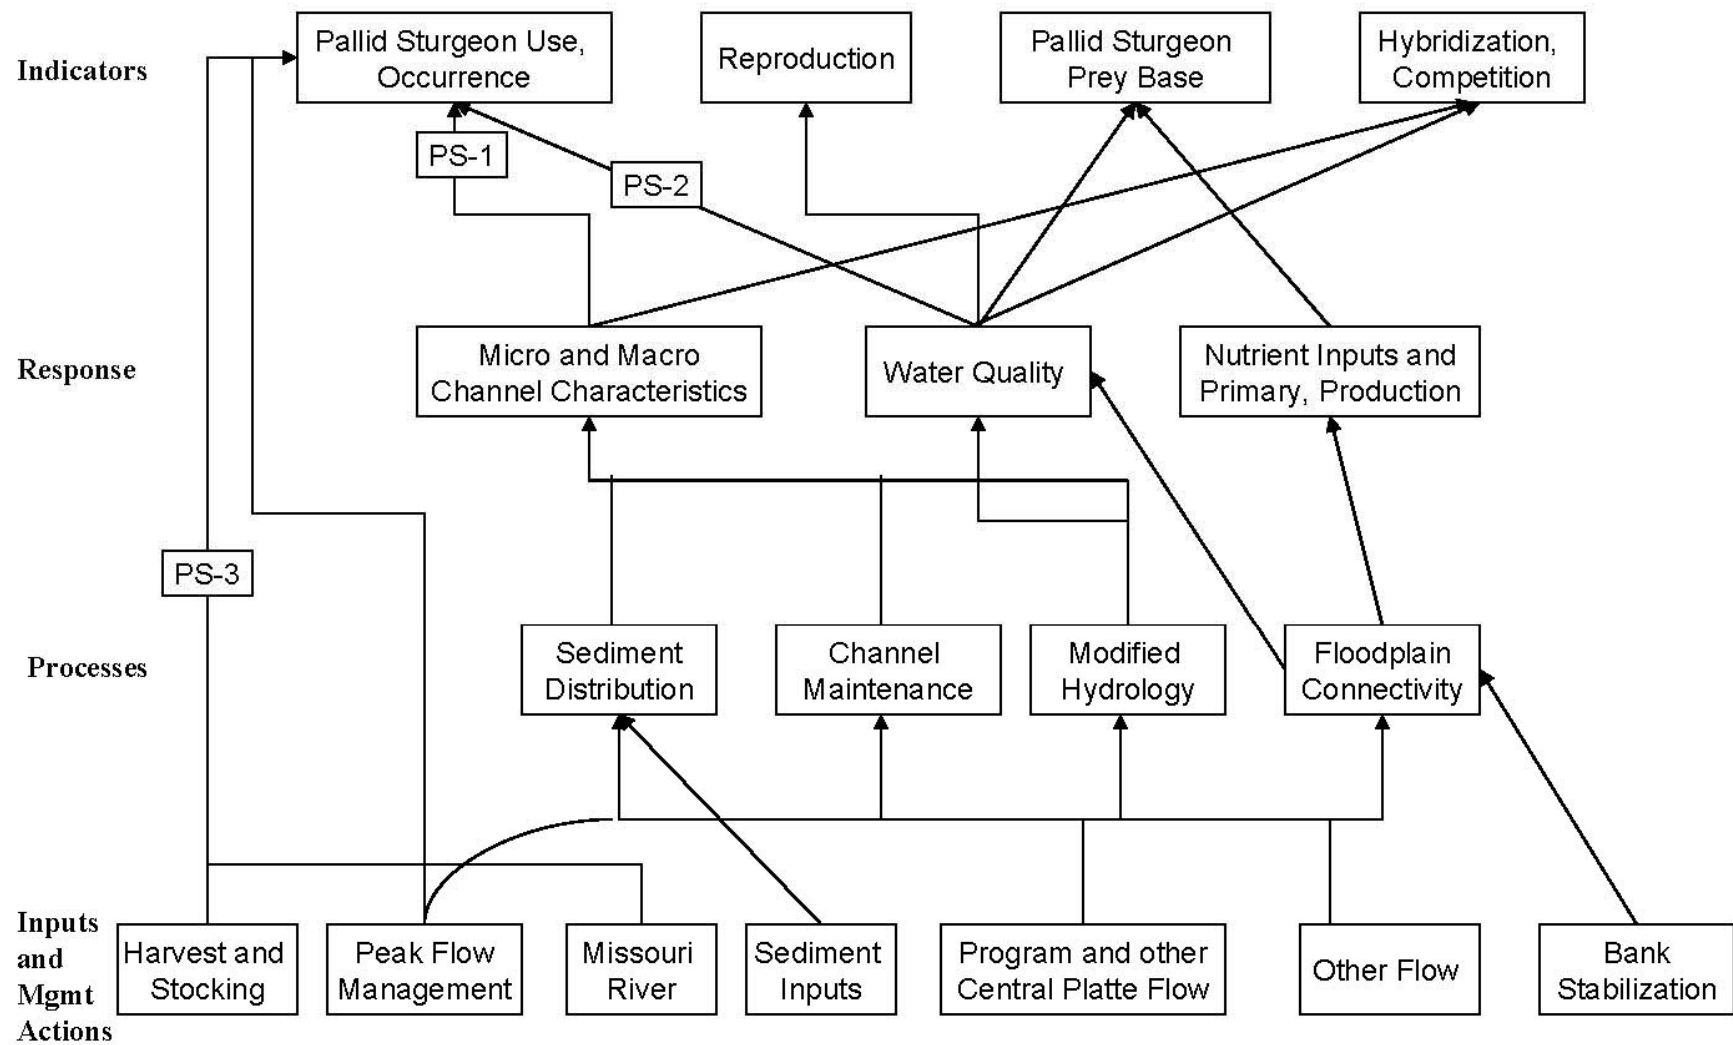 Indicators
Pallid Sturgeon Use,
Occurrence
Reproduction
Pallid Sturgeon
Prey Base
Hybridization,
Competition
PS-1
PS-2
Response
Micro and Macro
Channel Characteristics
Water Quality
Nutrient Inputs and
Primary, Production
PS-3
Processes
Sediment
Distribution
Channel
Maintenance
Modified
Hydrology
Floodplain
Connectivity
Inputs
and
Mgmt
Actions
Harvest and
Stocking
Peak Flow
Management
Missouri
River
Sediment
Inputs
Program and other
Central Platte Flow
Other Flow
Bank
Stabilization